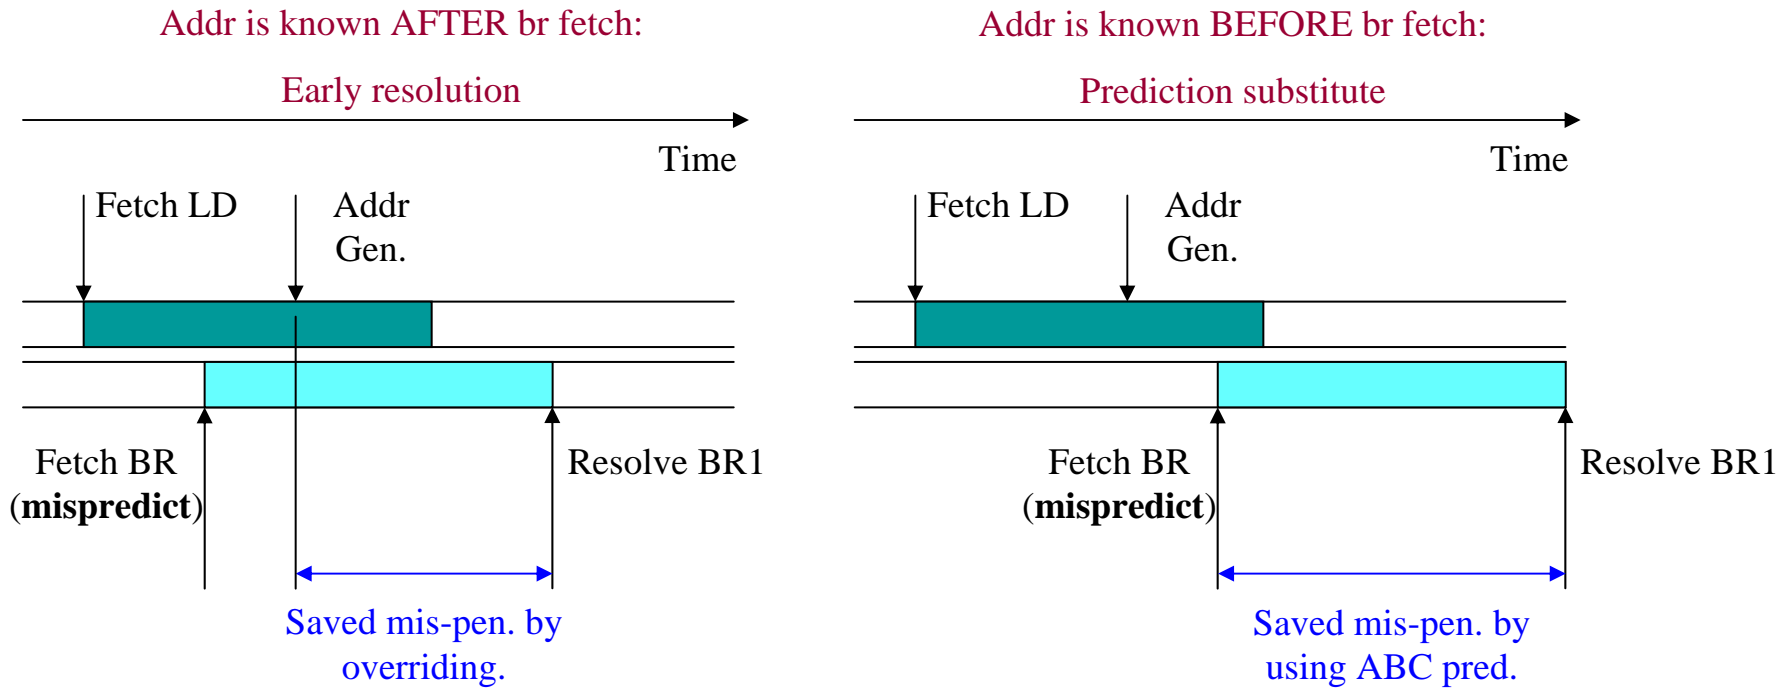 Addr is known AFTER br fetch:
Early resolution
Time
Fetch LD
Addr
Gen.
Fetch BR
(mispredict)
Resolve BR1
Saved mis-pen. by
overriding.
Addr is known BEFORE br fetch:
Prediction substitute
Time
Fetch LD
Addr
Gen.
Fetch BR
(mispredict)
Resolve BR1
Saved mis-pen. by
using ABC pred.